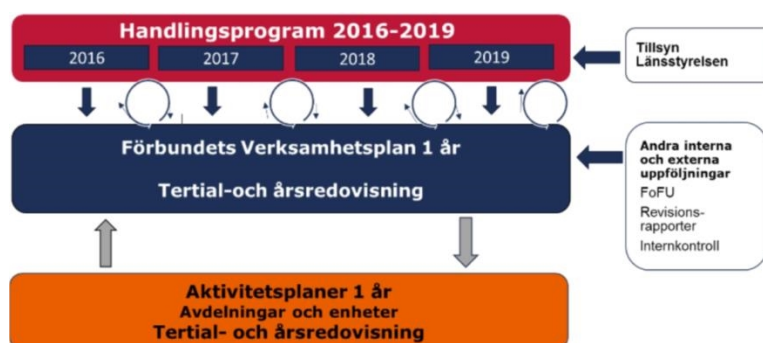 Handlingsprogram 2016-2019
2016
2017
2018
2019
Tillsyn
Länsstyrelsen
Förbundets Verksamhetsplan 1 år
Tertial-och årsredovisning
Andra interna
och externa
uppföljningar
FoFU
Revisions-
rapporter
Internkontroll
Aktivitetsplaner 1 år
Avdelningar och enheter
Tertial- och årsredovisning